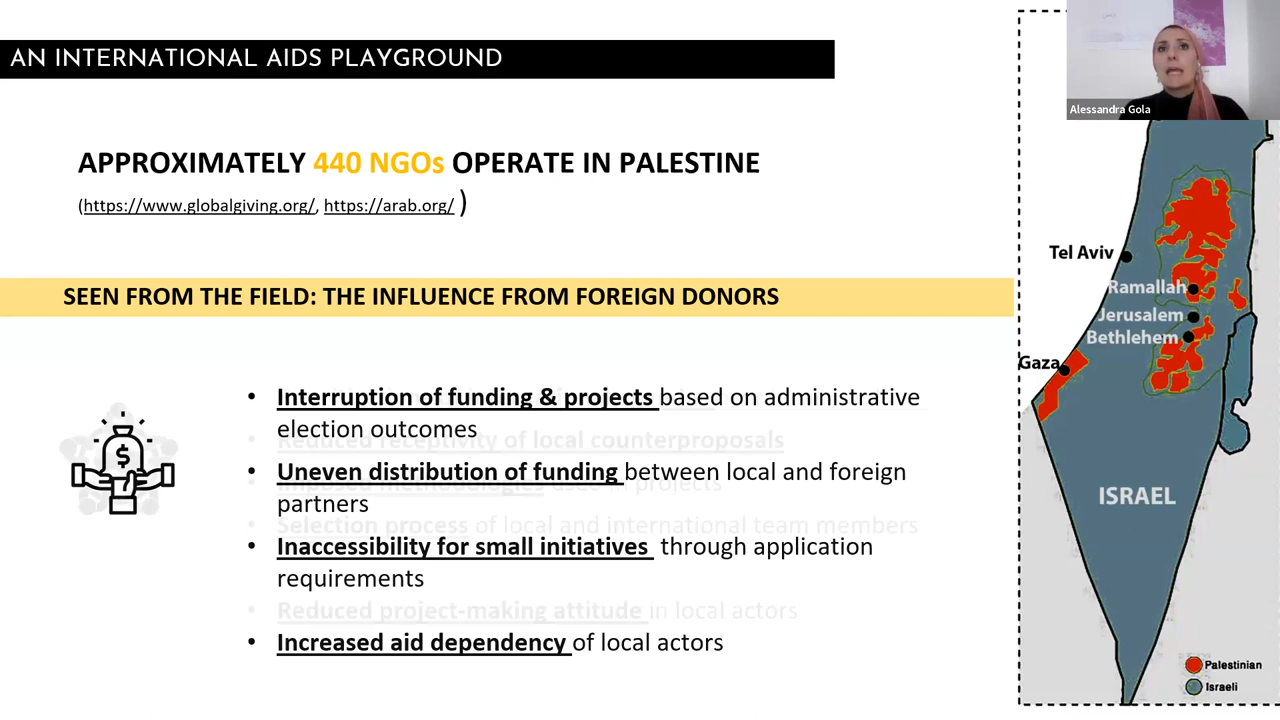 AN INTERNATIONAL AIDS PLAYGROUND
Alessandra Gola
APPROXIMATELY 440 NGOs OPERATE IN PALESTINE
(https://www.globalgiving.org/, https://arab.org/ )
SEEN FROM THE FIELD: THE INFLUENCE FROM FOREIGN DONORS
• Interruption of funding & projects based on administrative
election outcomes
• Reduced receptivity of local counterproposals
• Uneven distribution of funding between local and foreign
partners
• Selection process of local and international team members
• Inaccessibility for small initiatives through application
requirements
• Reduced project-making attitude in local actors
• Increased aid dependency of local actors
Tel Aviv
Ramallah
Jerusalem
Bethlehem
Gaza
ISRAEL
Palestinian
Israeli